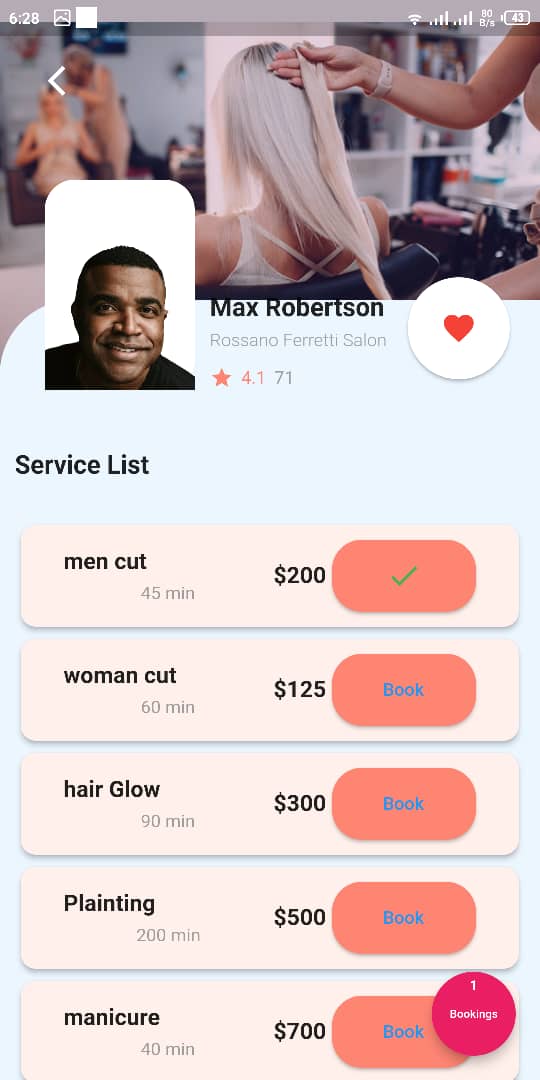 6:28
80
B/s
43
Max Robertson
Rossano Ferretti Salon
4.1 71
Service List
men cut
$200
45 min
woman cut
$125
Book
60 min
hair Glow
$300
Book
90 min
Plainting
$500
Book
200 min
1
Bookings
manicure
$700
Book
40 min